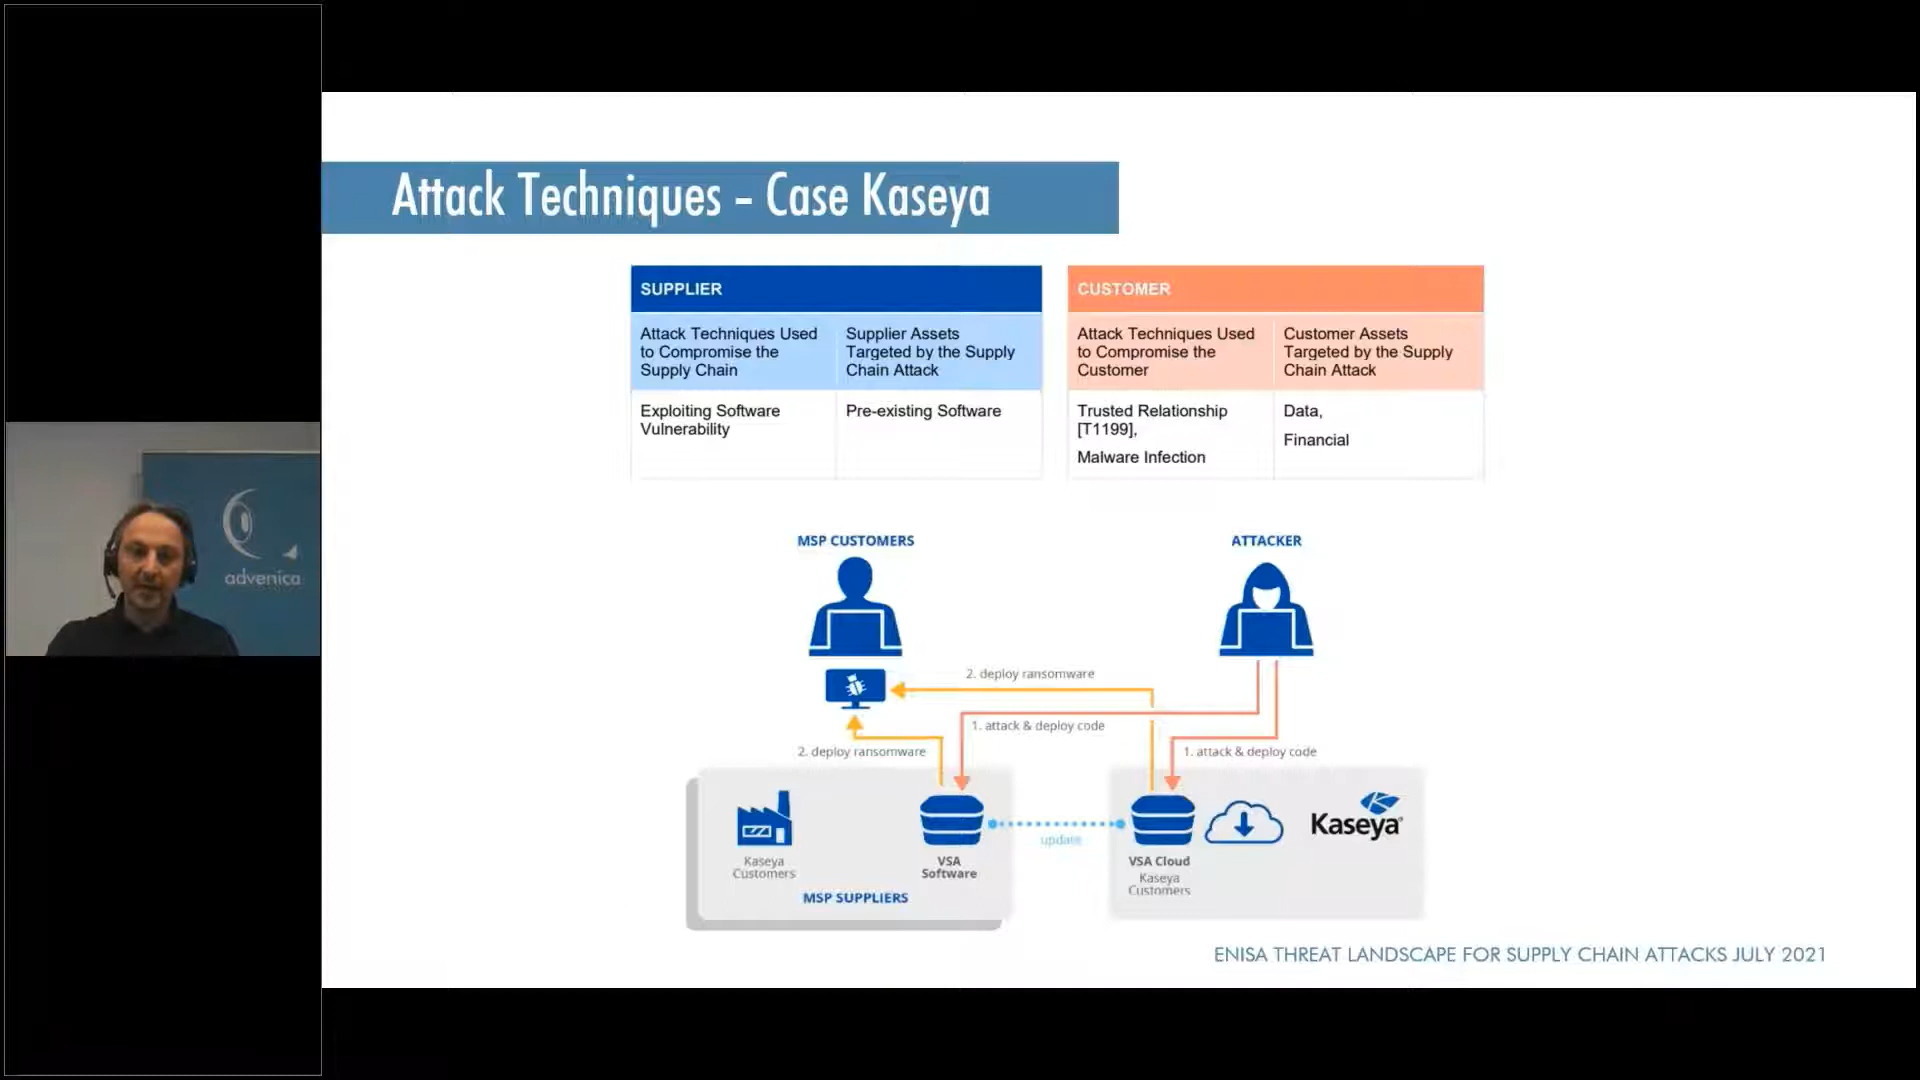 Attack Techniques - Case Kaseya
SUPPLIER
Attack Techniques Used
to Compromise the
Supply Chain
Supplier Assets
Targeted by the Supply
Chain Attack
Exploiting Software
Vulnerability
Pre-existing Software
CUSTOMER
Attack Techniques Used
to Compromise the
Customer
Customer Assets
Targeted by the Supply
Chain Attack
Trusted Relationship
[T1199],
Malware Infection
Data,
Financial
MSP CUSTOMERS
ATTACKER
2. deploy ransomware
1. attack & deploy code
2. deploy ransomware
1. attack & deploy code
Kaseya
Customers
VSA
Software
MSP SUPPLIERS
update
VSA Cloud
Kaseya
Customers
Kaseya
ENISA THREAT LANDSCAPE FOR SUPPLY CHAIN ATTACKS JULY 2021
advenica